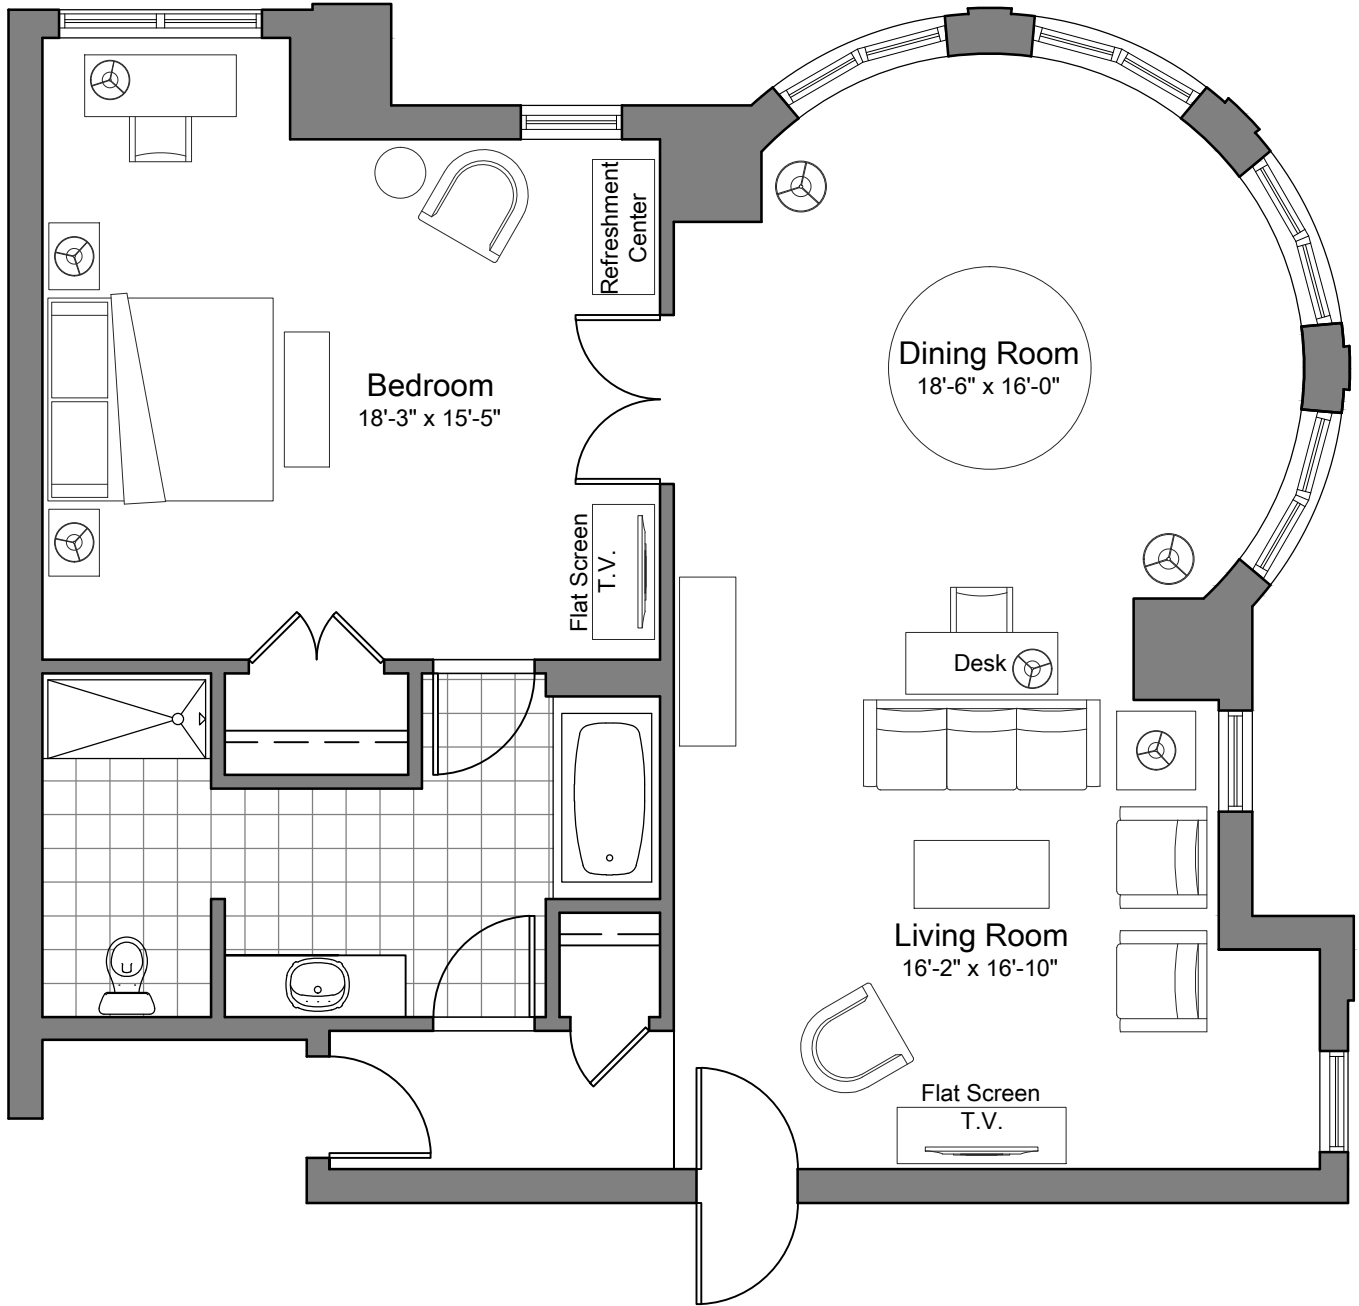 Refreshment
Center
Dining Room
18'-6" x 16'-0"
Bedroom
18'-3" x 15'-5"
Flat Screen
T.V.
Desk
Living Room
16'-2" x 16'-10"
Flat Screen
T.V.